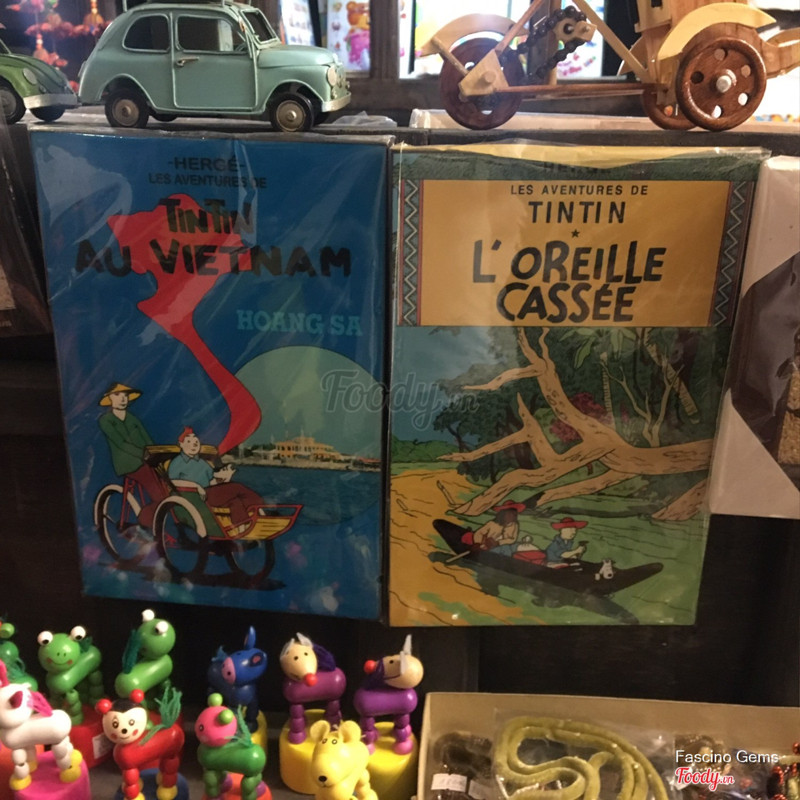 -HERGÉ-
LES AVENTURES DE
TINTIN
AU VIETNAM
HOANG SA
HERGÉ
LES AVENTURES DE
TINTIN
L'OREILLE
CASSÉE
Foody.vn
Fascino Gems
Foody.vn